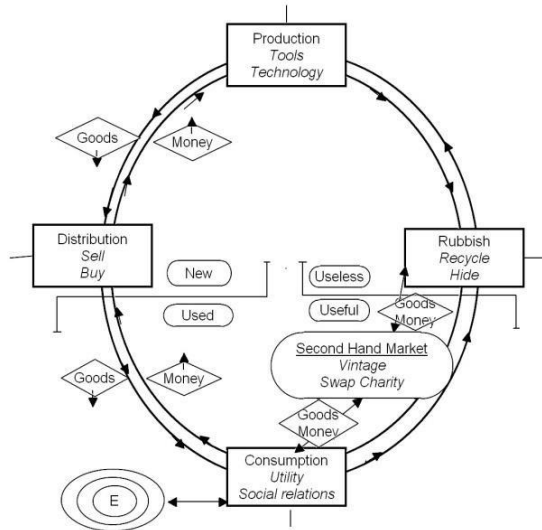 Production
Tools
Technology
Goods
Money
Distribution
Sell
Buy
Rubbish
Recycle
Hide
New
Useless
Used
Useful
Goods
Money
Second Hand Market
Vintage
Swap Charity
Goods
Money
Goods
Money
Consumption
Utility
Social relations
E